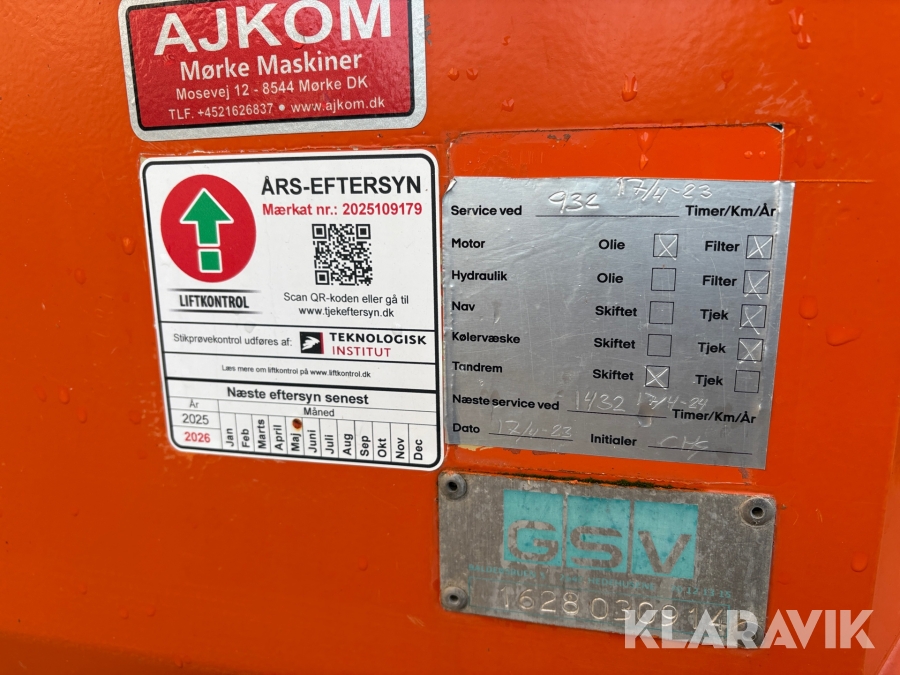 AJKOM
Mørke Maskiner
Mosevej 12 - 8544 Mørke DK
TLF. +4521626837 • www.ajkom.dk
ÅRS-EFTERSYN
Mærkat nr.: 2025109179
LIFTKONTROL
Scan QR-koden eller gå til
www.tjekeftersyn.dk
Stikprøvekontrol udføres af: TEKNOLOGISK
INSTITUT
Læs mere om liftkontrol på www.liftkontrol.dk
Næste eftersyn senest
År Måned
2025
2026 Jan Feb Marts April Maj Juni Juli Aug Sep Okt Nov Dec
Service ved 932 17/4-23 Timer/Km/År
Motor Olie Filter
Hydraulik Olie Filter
Nav Skiftet Tjek
Kølervæske Skiftet Tjek
Tandrem Skiftet Tjek
Næste service ved 1432 17/4-24 Timer/Km/År
Dato 17/4-23 Initialer
GSV
KLARAVIK